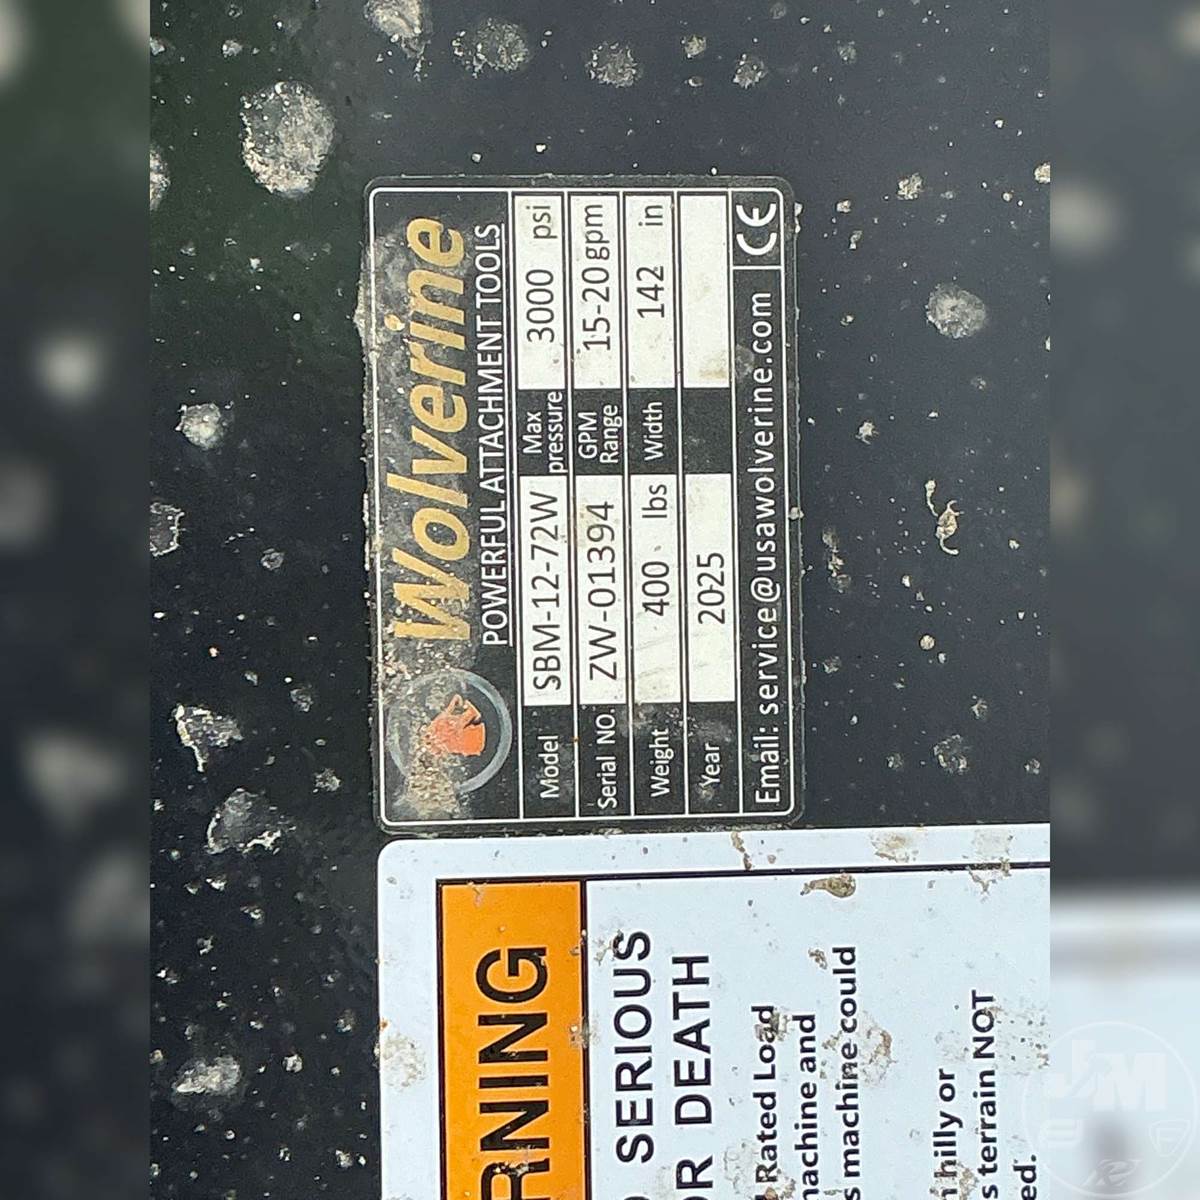 Wolverine
POWERFUL ATTACHMENT TOOLS
Model SBM-12-72W Max pressure 3000 psi
Serial NO. ZW-01394 GPM Range 15-20 gpm
Weight 400 lbs Width 142 in
Year 2025
Email: service@usawolverine.com CE
RNING
SERIOUS
OR DEATH
Rated Load
machine and
s machine could
n hilly or
s terrain NOT
ed.
J&M